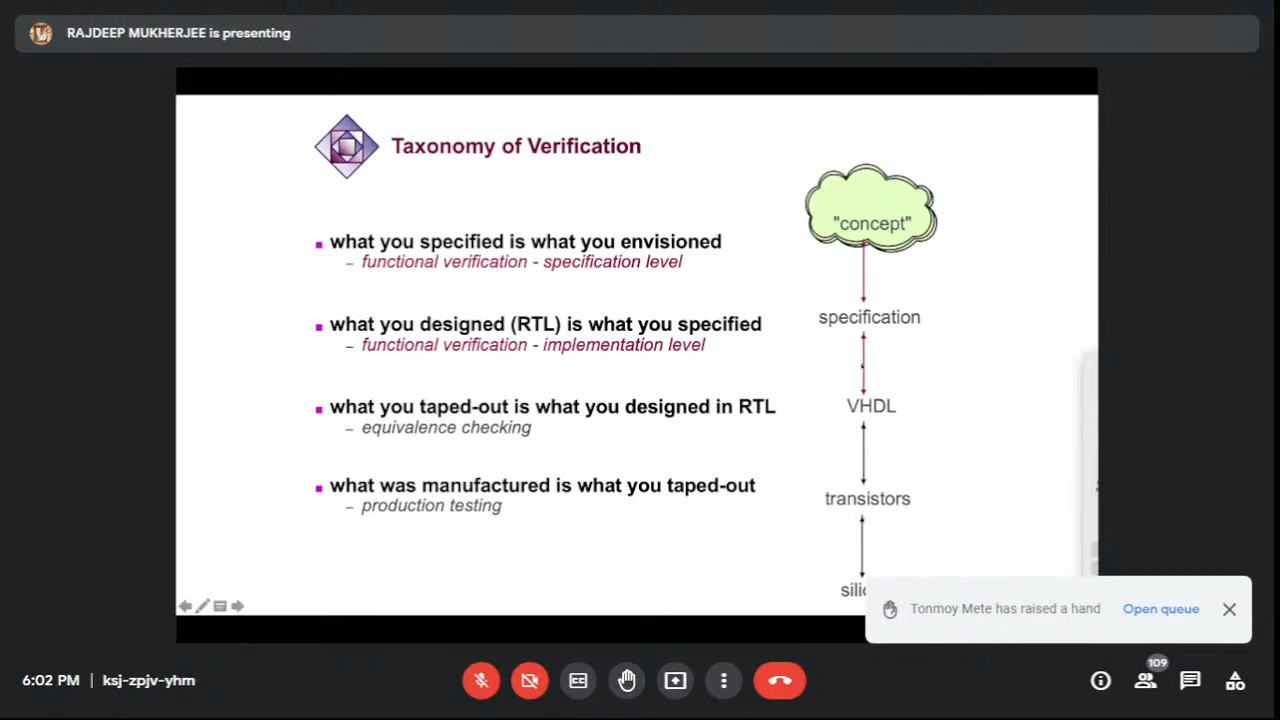 RAJDEEP MUKHERJEE is presenting
Taxonomy of Verification
"concept"
what you specified is what you envisioned
– functional verification - specification level
specification
what you designed (RTL) is what you specified
– functional verification - implementation level
VHDL
what you taped-out is what you designed in RTL
– equivalence checking
transistors
what was manufactured is what you taped-out
– production testing
Tonmoy Mete has raised a hand
Open queue
6:02 PM | ksj-zpjv-yhm
109